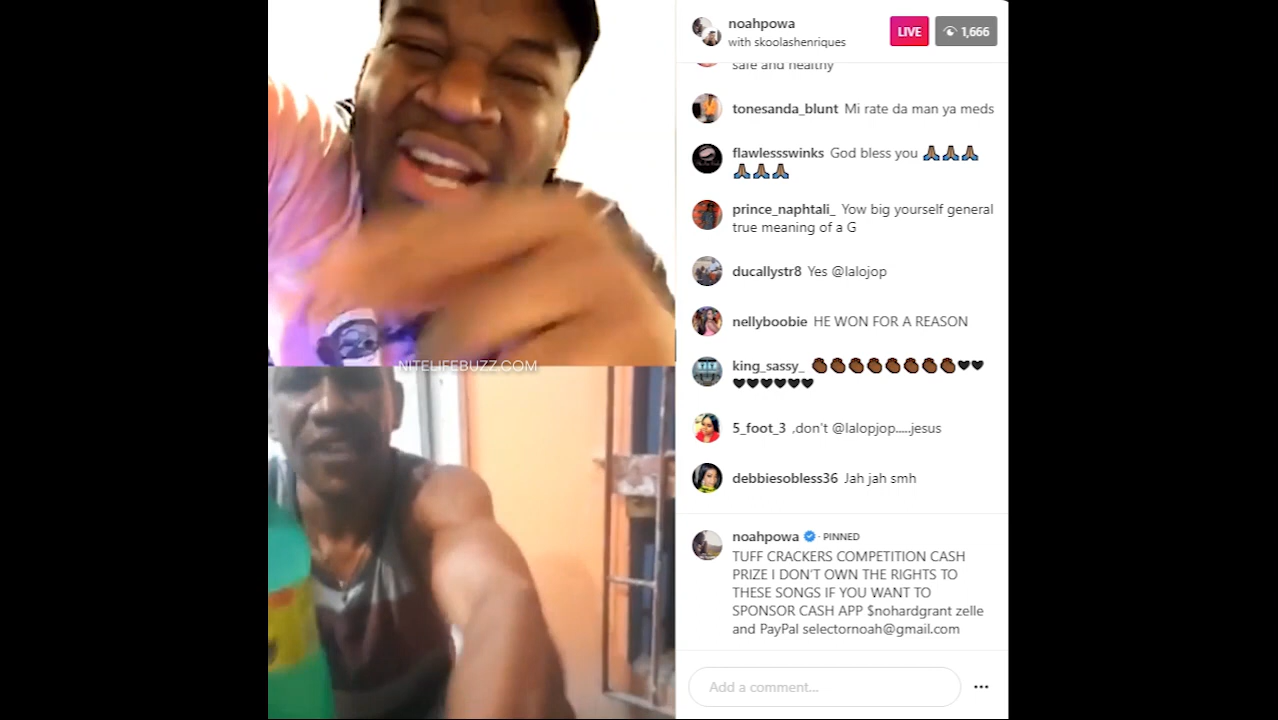 noahpowa
with skoolashenriques
LIVE
1,666
safe and healthy
tonesanda_blunt Mi rate da man ya meds
flawlessswinks God bless you 🙏🏾🙏🏾🙏🏾
🙏🏾🙏🏾🙏🏾
prince_naphtali_ Yow big yourself general
true meaning of a G
ducallystr8 Yes @lalojop
nellyboobie HE WON FOR A REASON
king_sassy_ 👏🏾👏🏾👏🏾👏🏾👏🏾👏🏾👏🏾👏🏾🖤🖤
🖤🖤🖤🖤🖤🖤
5_foot_3 ,don't @lalopjop.....jesus
debbiesobless36 Jah jah smh
noahpowa · PINNED
TUFF CRACKERS COMPETITION CASH
PRIZE I DON'T OWN THE RIGHTS TO
THESE SONGS IF YOU WANT TO
SPONSOR CASH APP $nohardgrant zelle
and PayPal selectornoah@gmail.com
Add a comment...
NITELIFEBUZZ.COM